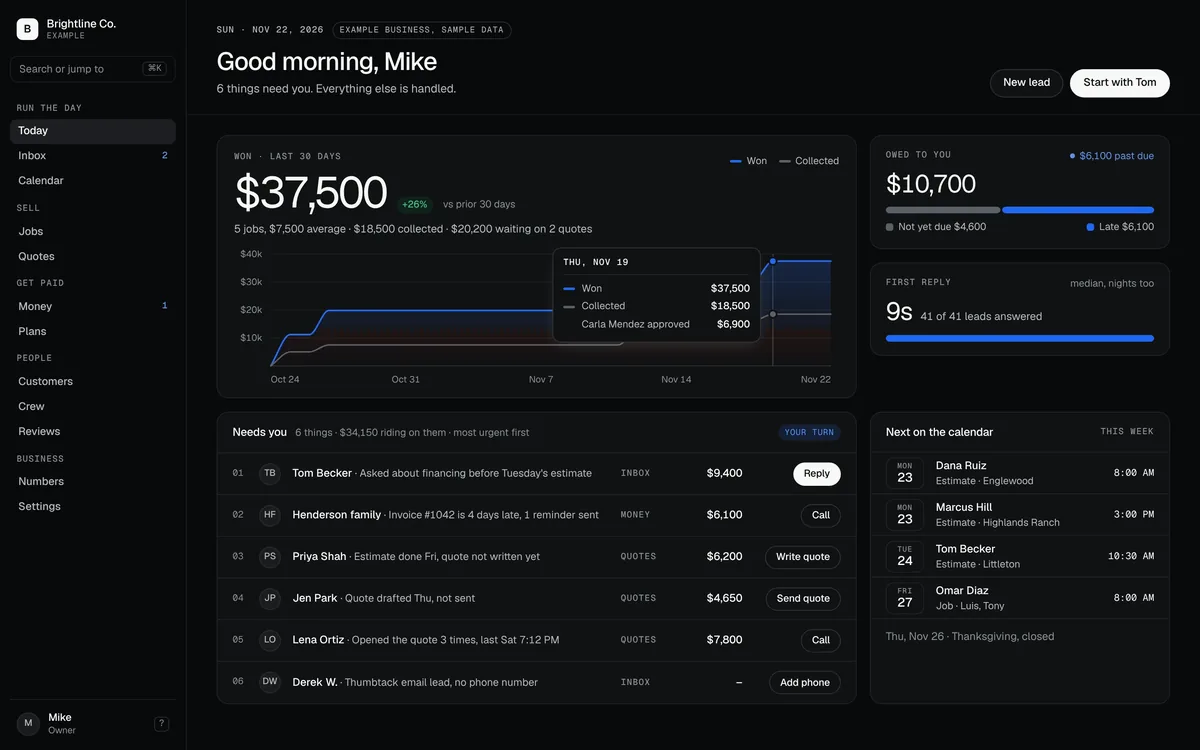 B
Brightline Co.
EXAMPLE
Search or jump to ⌘K
RUN THE DAY
Today
Inbox 2
Calendar
SELL
Jobs
Quotes
GET PAID
Money 1
Plans
PEOPLE
Customers
Crew
Reviews
BUSINESS
Numbers
Settings
M
Mike
Owner
?
SUN · NOV 22, 2026 EXAMPLE BUSINESS, SAMPLE DATA
Good morning, Mike
6 things need you. Everything else is handled.
New lead Start with Tom
WON · LAST 30 DAYS
Won Collected
$37,500 +26% vs prior 30 days
5 jobs, $7,500 average · $18,500 collected · $20,200 waiting on 2 quotes
$40k
$30k
$20k
$10k
THU, NOV 19
Won $37,500
Collected $18,500
Carla Mendez approved $6,900
Oct 24 Oct 31 Nov 7 Nov 14 Nov 22
OWED TO YOU $6,100 past due
$10,700
Not yet due $4,600 Late $6,100
FIRST REPLY median, nights too
9s 41 of 41 leads answered
Needs you 6 things · $34,150 riding on them · most urgent first YOUR TURN
01 TB Tom Becker · Asked about financing before Tuesday's estimate INBOX $9,400 Reply
02 HF Henderson family · Invoice #1042 is 4 days late, 1 reminder sent MONEY $6,100 Call
03 PS Priya Shah · Estimate done Fri, quote not written yet QUOTES $6,200 Write quote
04 JP Jen Park · Quote drafted Thu, not sent QUOTES $4,650 Send quote
05 LO Lena Ortiz · Opened the quote 3 times, last Sat 7:12 PM QUOTES $7,800 Call
06 DW Derek W. · Thumbtack email lead, no phone number INBOX – Add phone
Next on the calendar THIS WEEK
MON
23
Dana Ruiz
Estimate · Englewood
8:00 AM
MON
23
Marcus Hill
Estimate · Highlands Ranch
3:00 PM
TUE
24
Tom Becker
Estimate · Littleton
10:30 AM
FRI
27
Omar Diaz
Job · Luis, Tony
8:00 AM
Thu, Nov 26 · Thanksgiving, closed